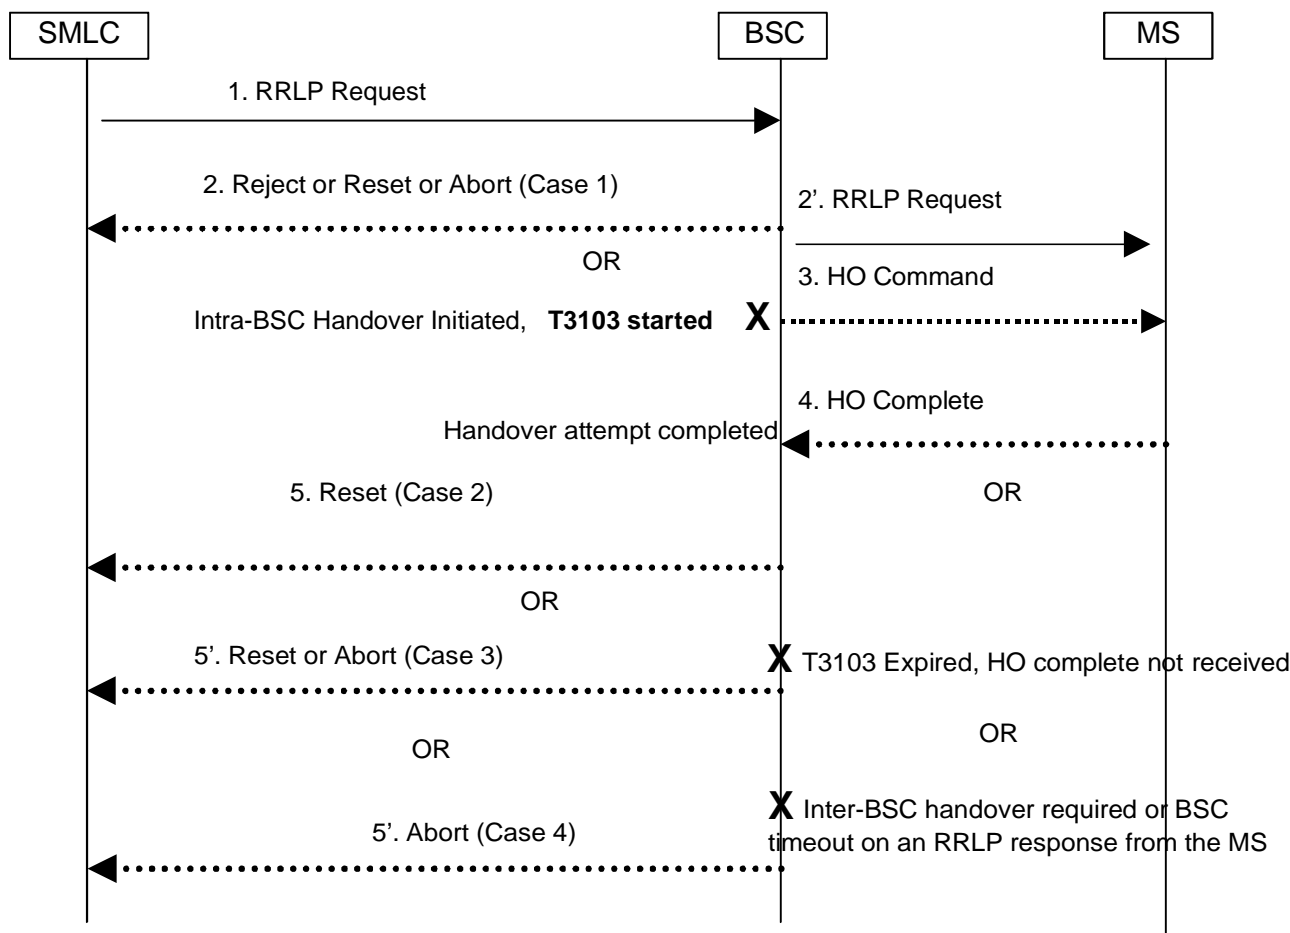 SMLC
BSC
MS
1. RRLP Request
2. Reject or Reset or Abort (Case 1)
2’. RRLP Request
OR
3. HO Command
Intra-BSC Handover Initiated, T3103 started X
4. HO Complete
Handover attempt completed
5. Reset (Case 2)
OR
OR
5’. Reset or Abort (Case 3)
X T3103 Expired, HO complete not received
OR
OR
X Inter-BSC handover required or BSC
timeout on an RRLP response from the MS
5’. Abort (Case 4)